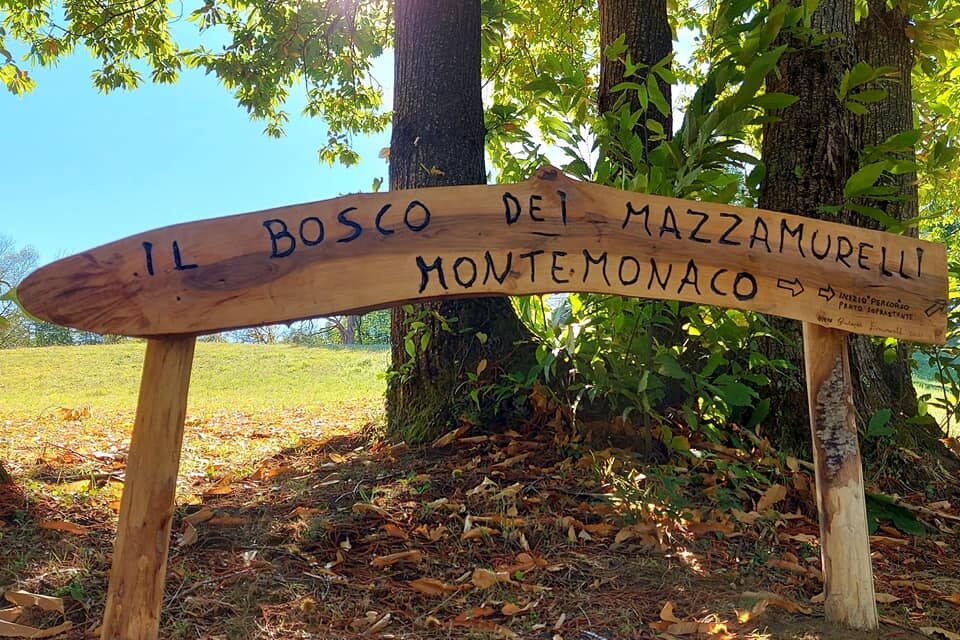 IL BOSCO DEI MAZZAMURELLI
MONTEMONACO
INIZIO PERCORSO
PRATO SOPRASTANTE